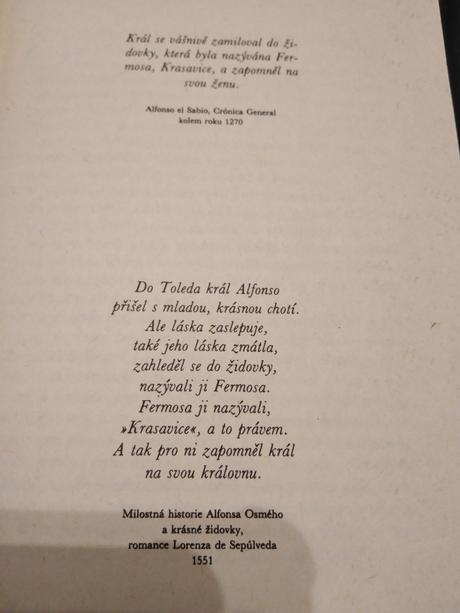 Král se vášnivě zamiloval do ži-
dovky, která byla nazývána Fer-
mosa, Krasavice, a zapomněl na
svou ženu.
Alfonso el Sabio, Crónica General
kolem roku 1270
Do Toleda král Alfonso
přišel s mladou, krásnou chotí.
Ale láska zaslepuje,
také jeho láska zmátla,
zahleděl se do židovky,
nazývali ji Fermosa.
Fermosa ji nazývali,
»Krasavice«, a to právem.
A tak pro ni zapomněl král
na svou královnu.
Milostná historie Alfonsa Osmého
a krásné židovky,
romance Lorenza de Sepúlveda
1551